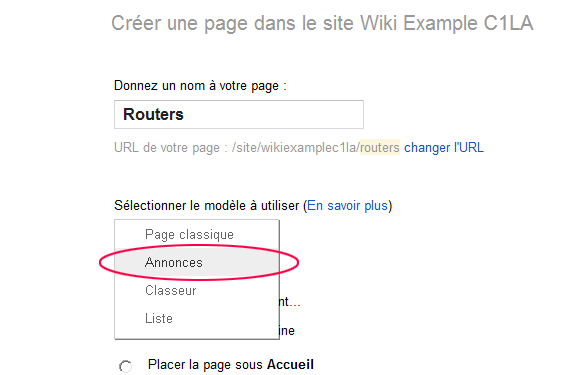 Créer une page dans le site Wiki Example C1LA
Donnez un nom à votre page :
Routers
URL de votre page : /site/wikiexamplec1la/routers changer l'URL
Sélectionner le modèle à utiliser (En savoir plus)
Page classique
Annonces
Classeur
nt...
Liste
ine
Placer la page sous Accueil